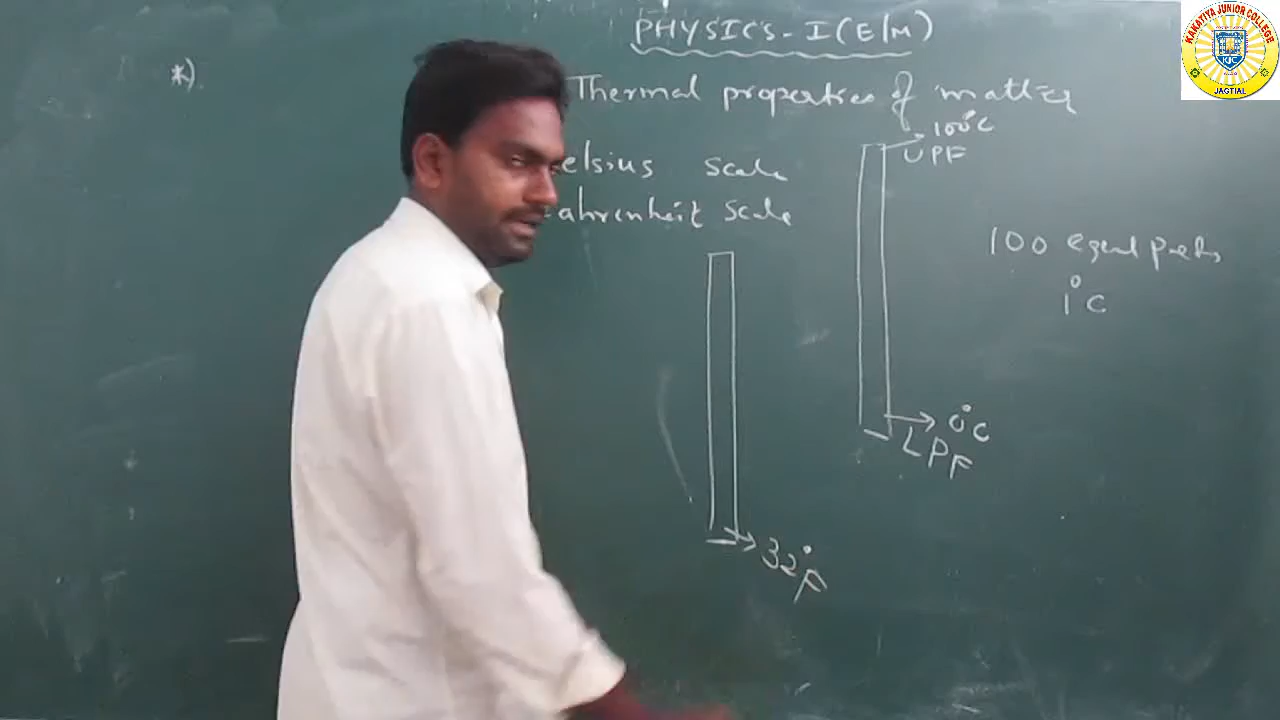 PHYSICS-I(E/M)
*)
Thermal properties of matter
elsius scale
ahrenheit scale
100°C
UPF
100 equal parts
1°C
0°C
LPF
32°F
KAKATIYA JUNIOR COLLEGE
KJC
JAGTIAL